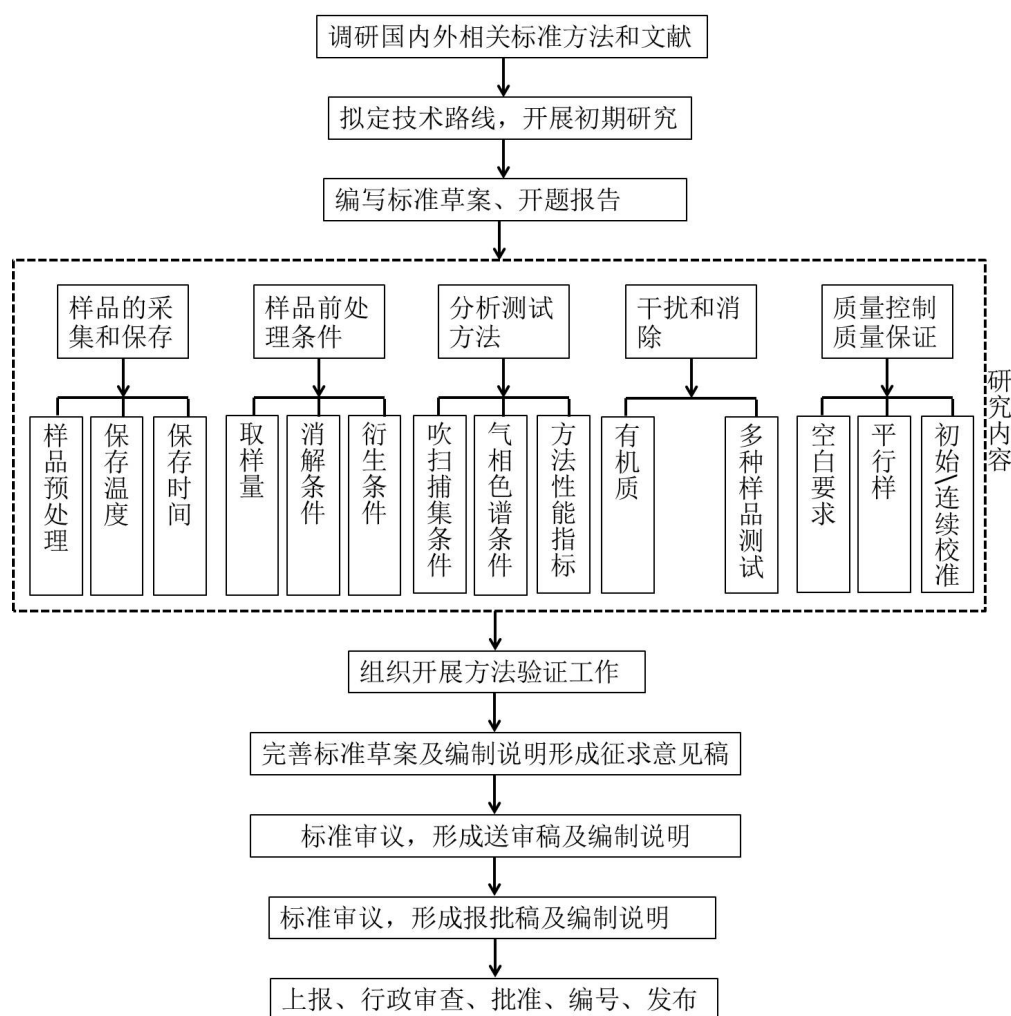 调研国内外相关标准方法和文献
拟定技术路线，开展初期研究
编写标准草案、开题报告
样品的采
集和保存
样品前处
理条件
分析测试
方法
干扰和消
除
质量控制
质量保证
样品预处理
保存温度
保存时间
取样量
消解条件
衍生条件
吹扫捕集条件
气相色谱条件
方法性能指标
有机质
多种样品测试
空白要求
平行样
初始\连续校准
研究内容
组织开展方法验证工作
完善标准草案及编制说明形成征求意见稿
标准审议，形成送审稿及编制说明
标准审议，形成报批稿及编制说明
上报、行政审查、批准、编号、发布